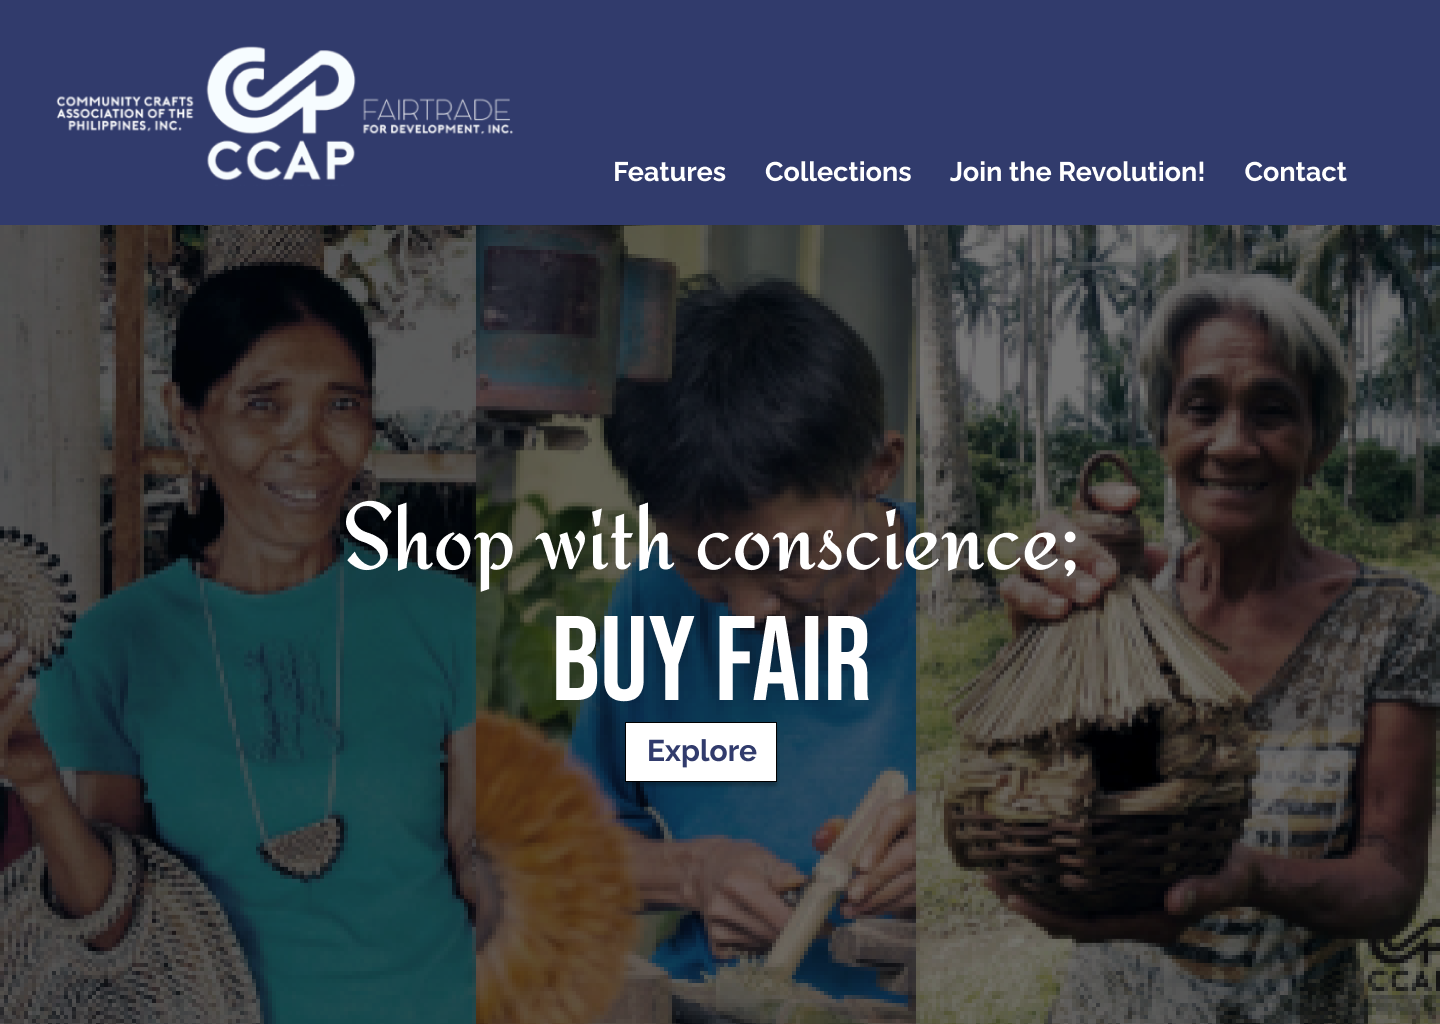 COMMUNITY CRAFTS
ASSOCIATION OF THE
PHILIPPINES, INC.
CCAP
FAIRTRADE
FOR DEVELOPMENT, INC.
Features Collections Join the Revolution! Contact
Shop with conscience;
BUY FAIR
Explore
CCAP